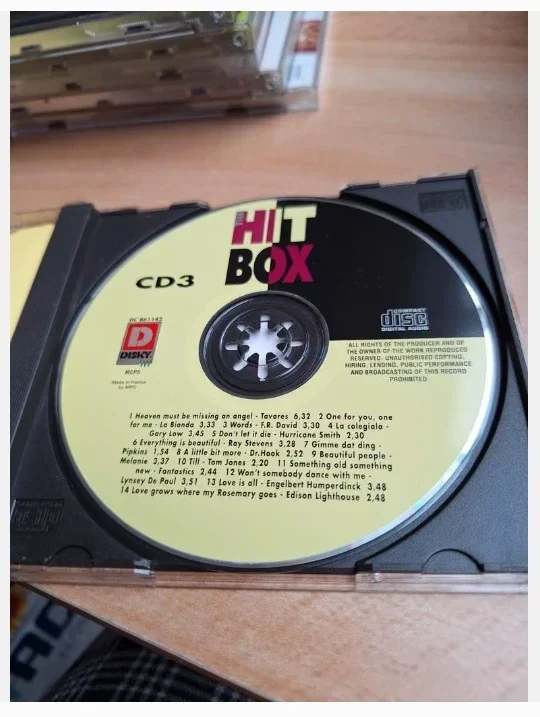 HIT
BOX
CD3
DC 861142
D
DISKY
MCPS
Made in France
by MPO
COMPACT
disc
DIGITAL AUDIO
ALL RIGHTS OF THE PRODUCER AND OF
THE OWNER OF THE WORK REPRODUCED
RESERVED. UNAUTHORISED COPYING,
HIRING, LENDING, PUBLIC PERFORMANCE
AND BROADCASTING OF THIS RECORD
PROHIBITED
1 Heaven must be missing an angel - Tavares 6,32 2 One for you, one
for me - La Bionda 3,33 3 Words - F.R. David 3,30 4 La colegiala -
Gary Low 3,45 5 Don't let it die - Hurricane Smith 2,30
6 Everything is beautiful - Ray Stevens 3,28 7 Gimme dat ding -
Pipkins 1,54 8 A little bit more - Dr.Hook 2,52 9 Beautiful people -
Melanie 3,37 10 Till - Tom Jones 2,20 11 Something old something
new - Fantastics 2,44 12 Won't somebody dance with me -
Lynsey De Paul 3,51 13 Love is all - Engelbert Humperdinck 3,48
14 Love grows where my Rosemary goes - Edison Lighthouse 2,48